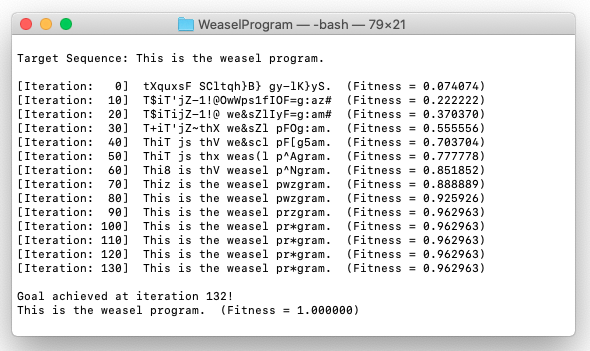 WeaselProgram — -bash — 79×21
Target Sequence: This is the weasel program.
[Iteration:   0]  tXquxsF SCltqh}B} gy-lK}yS.  (Fitness = 0.074074)
[Iteration:  10]  T$iT'jZ-1!@OwWps1fIOF=g:az#  (Fitness = 0.222222)
[Iteration:  20]  T$iTijZ-1!@ we&sZlIyF=g:am#  (Fitness = 0.370370)
[Iteration:  30]  T+iT'jZ~thX we&sZl pFOg:am.  (Fitness = 0.555556)
[Iteration:  40]  ThiT js thV we&scl pF[g5am.  (Fitness = 0.703704)
[Iteration:  50]  ThiT js thx weas(l p^Agram.  (Fitness = 0.777778)
[Iteration:  60]  Thi8 is thV weasel p^Ngram.  (Fitness = 0.851852)
[Iteration:  70]  Thiz is the weasel pwzgram.  (Fitness = 0.888889)
[Iteration:  80]  This is the weasel pwzgram.  (Fitness = 0.925926)
[Iteration:  90]  This is the weasel przgram.  (Fitness = 0.962963)
[Iteration: 100]  This is the weasel pr*gram.  (Fitness = 0.962963)
[Iteration: 110]  This is the weasel pr*gram.  (Fitness = 0.962963)
[Iteration: 120]  This is the weasel pr*gram.  (Fitness = 0.962963)
[Iteration: 130]  This is the weasel pr*gram.  (Fitness = 0.962963)
Goal achieved at iteration 132!
This is the weasel program.  (Fitness = 1.000000)